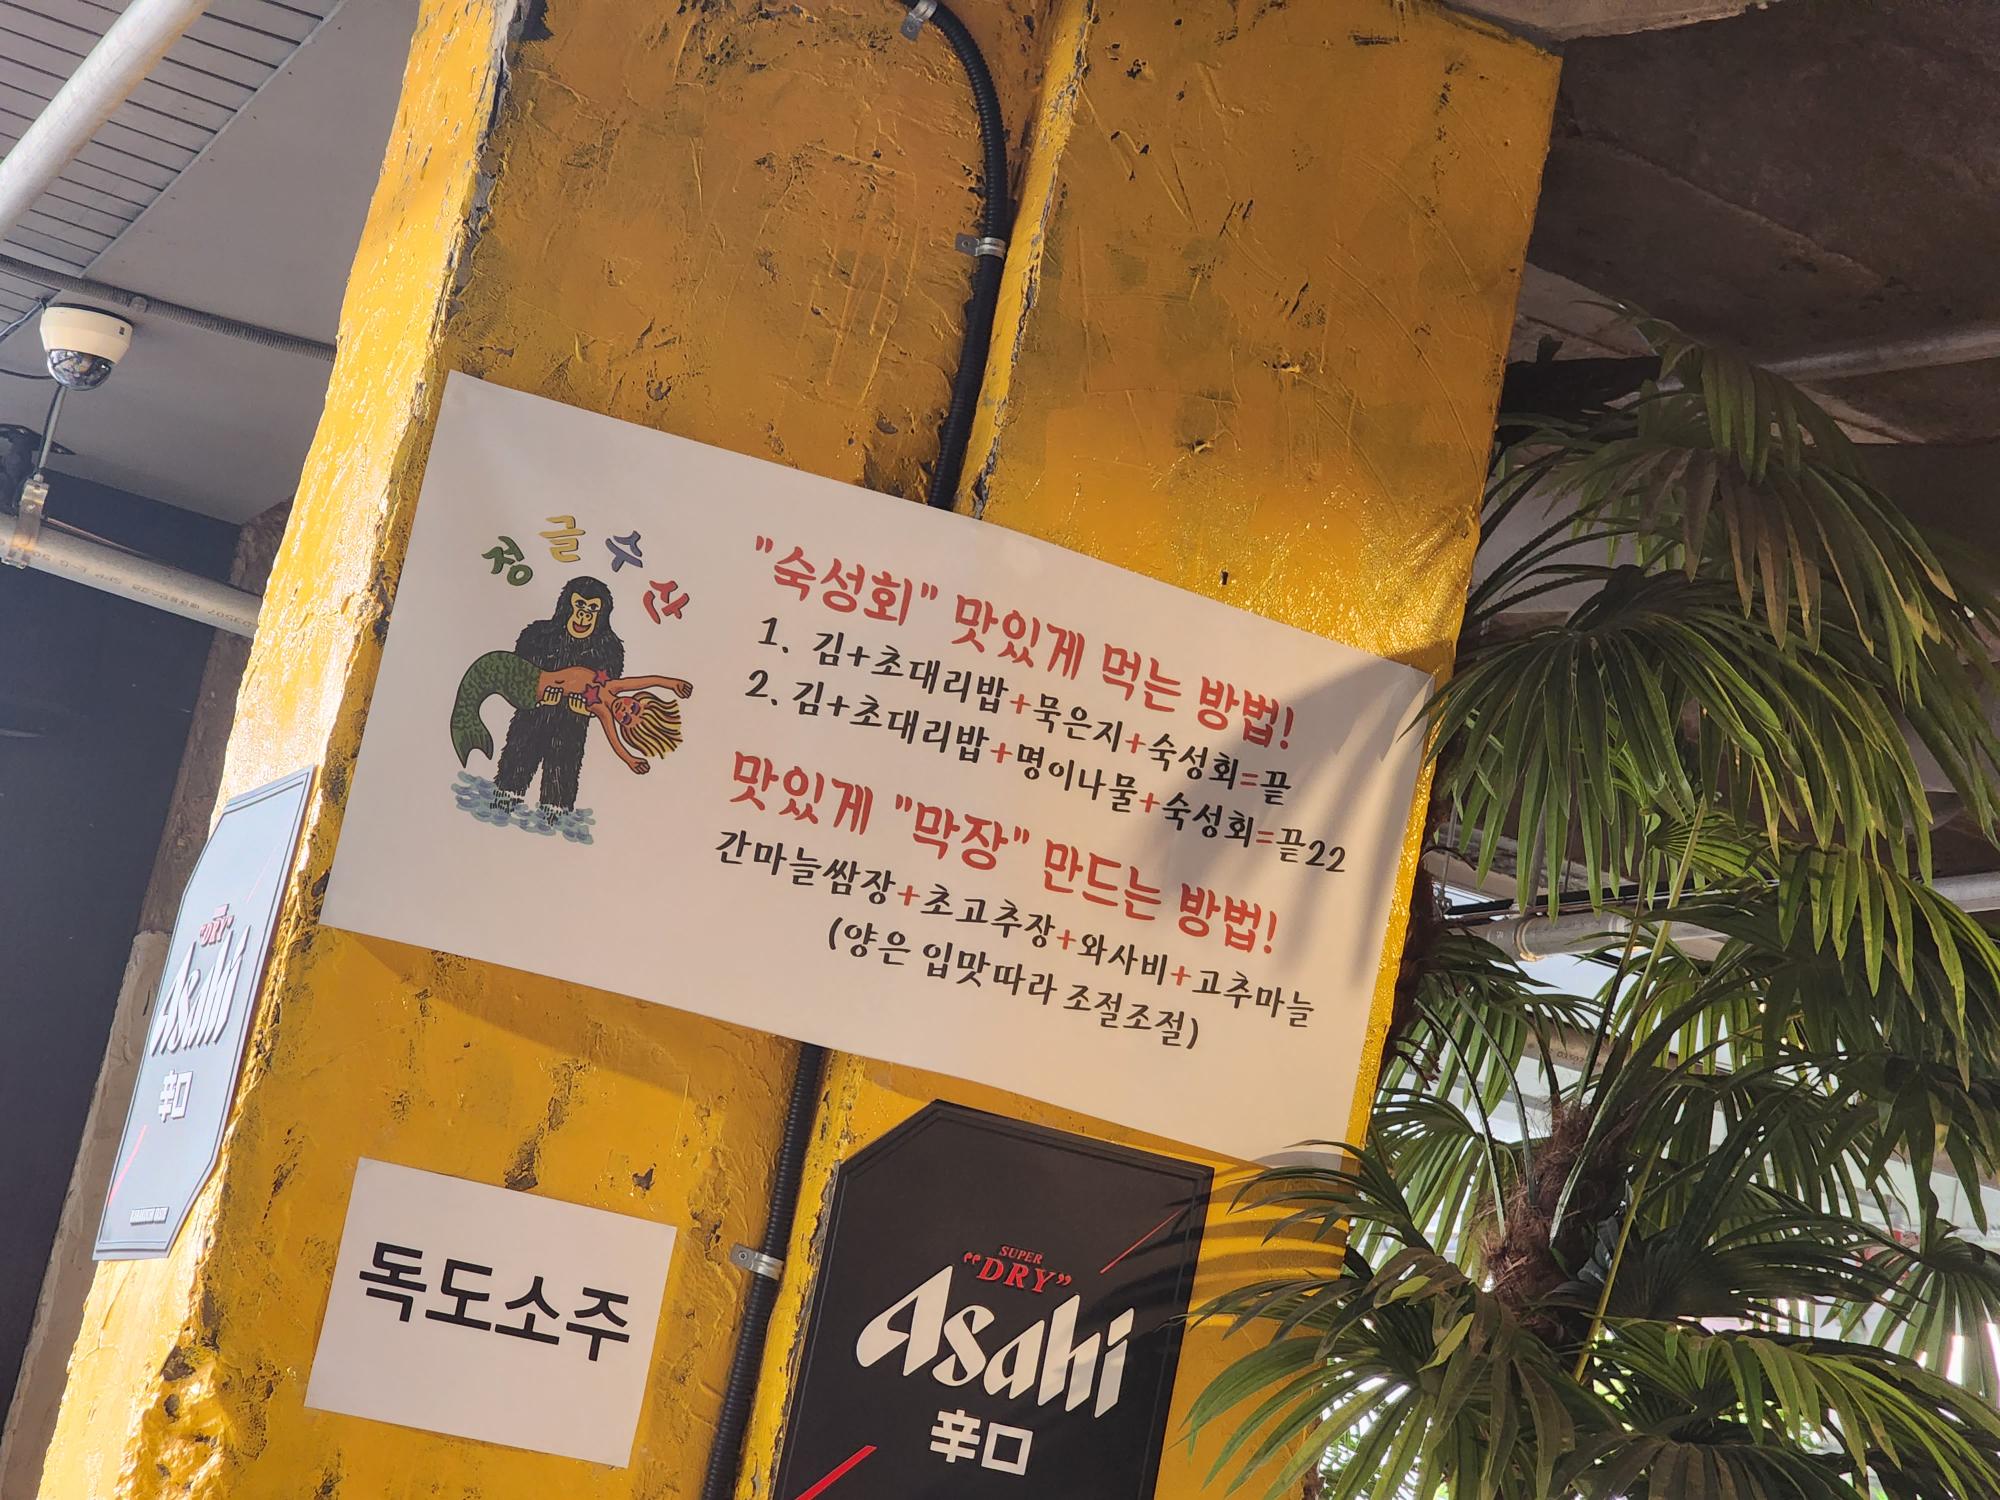 정글수산
"숙성회" 맛있게 먹는 방법!
1. 김+초대리밥+묵은지+숙성회=끝
2. 김+초대리밥+명이나물+숙성회=끝22
맛있게 "막장" 만드는 방법!
간마늘쌈장+초고추장+와사비+고추마늘
(양은 입맛따라 조절조절)
"DRY"
Asahi
辛口
독도소주
SUPER
"DRY"
Asahi
辛口